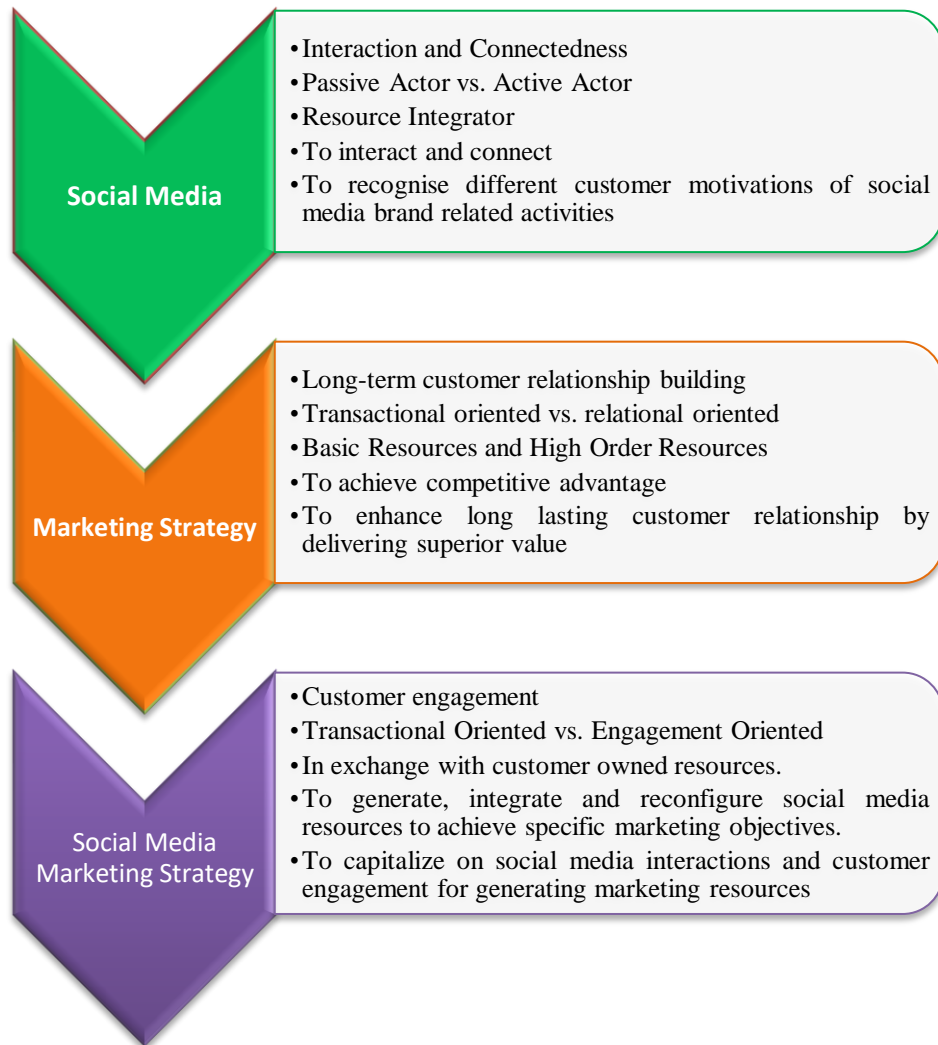 Social Media
•Interaction and Connectedness
•Passive Actor vs. Active Actor
•Resource Integrator
•To interact and connect
•To recognise different customer motivations of social
media brand related activities
Marketing Strategy
•Long-term customer relationship building
•Transactional oriented vs. relational oriented
•Basic Resources and High Order Resources
•To achieve competitive advantage
•To enhance long lasting customer relationship by
delivering superior value
Social Media
Marketing Strategy
•Customer engagement
•Transactional Oriented vs. Engagement Oriented
•In exchange with customer owned resources.
•To generate, integrate and reconfigure social media
resources to achieve specific marketing objectives.
•To capitalize on social media interactions and customer
engagement for generating marketing resources